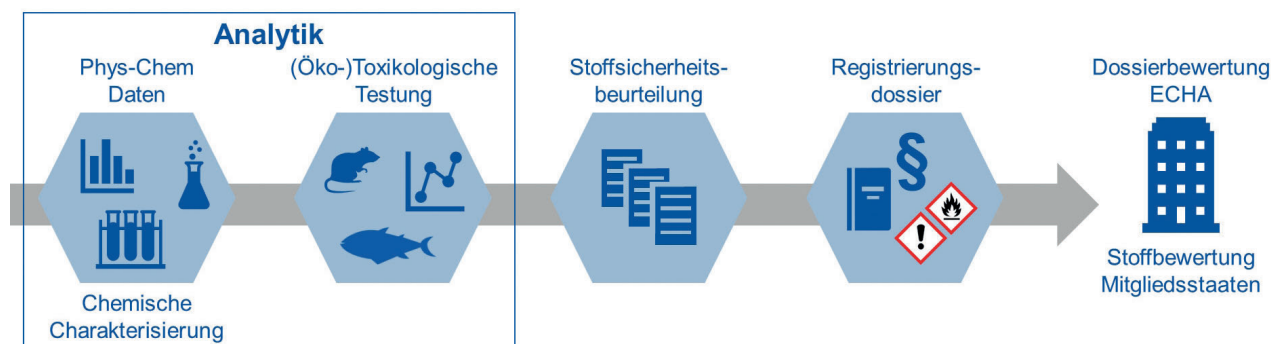 Analytik
Phys-Chem
Daten
Chemische
Charakterisierung
(Öko-)Toxikologische
Testung
Stoffsicherheits-
beurteilung
Registrierungs-
dossier
§
!
Dossierbewertung
ECHA
Stoffbewertung
Mitgliedsstaaten